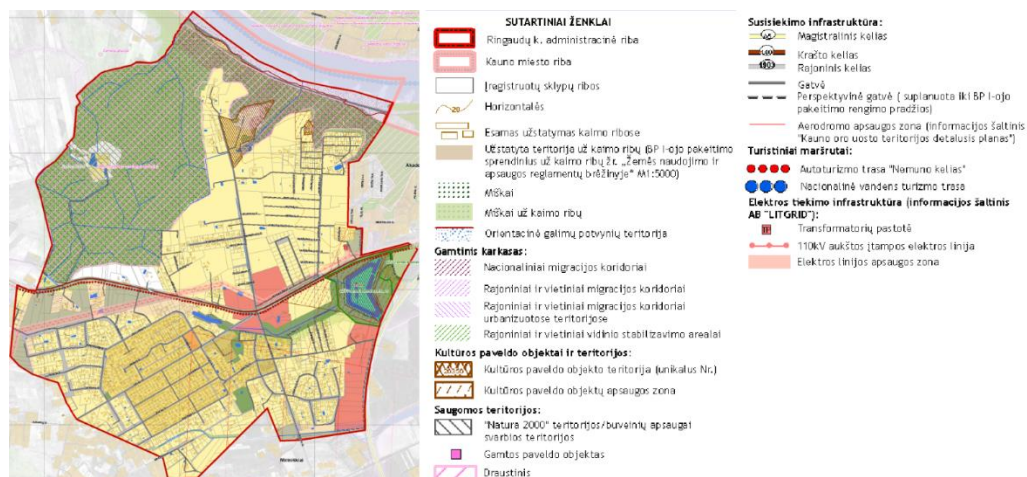 SUTARTINIAI ŽENKLAI
Ringaudų k. administracinė riba
Kauno miesto riba
Įregistruotų sklypų ribos
20
Horizontalės
Esamas užstatymas kaimo ribose
Užstatyta teritorija už kaimo ribų (BP I-ojo pakeitimo
sprendinius už kaimo ribų žr. „Žemės naudojimo ir
apsaugos reglamentų brėžinyje" M1:5000)
Miškai
Miškai už kaimo ribų
Orientacinė galimų potvynių teritorija
Gamtinis karkasas:
Nacionaliniai migracijos koridoriai
Rajoniniai ir vietiniai migracijos koridoriai
Rajoniniai ir vietiniai migracijos koridoriai
urbanizuotose teritorijose
Rajoniniai ir vietiniai vidinio stabilizavimo arealai
Kultūros paveldo objektai ir teritorijos:
Kultūros paveldo objekto teritorija (unikalus Nr.)
Kultūros paveldo objektų apsaugos zona
Saugomos teritorijos:
"Natura 2000" teritorijos/buveinių apsaugai
svarbios teritorijos
Gamtos paveldo objektas
Draustinis
Susisiekimo infrastruktūra:
Magistralinis kelias
Krašto kelias
1903
Rajoninis kelias
Gatvė
Perspektyvinė gatvė ( suplanuota iki BP I-ojo
pakeitimo rengimo pradžios)
Aerodromo apsaugos zona (informacijos šaltinis
"Kauno oro uosto teritorijos detalusis planas")
Turistiniai maršrutai:
Autoturizmo trasa "Nemuno kelias"
Nacionalinė vandens turizmo trasa
Elektros tiekimo infrastruktūra (informacijos šaltinis
AB "LITGRID"):
Transformatorių pastotė
110kV aukštos įtampos elektros linija
Elektros linijos apsaugos zona